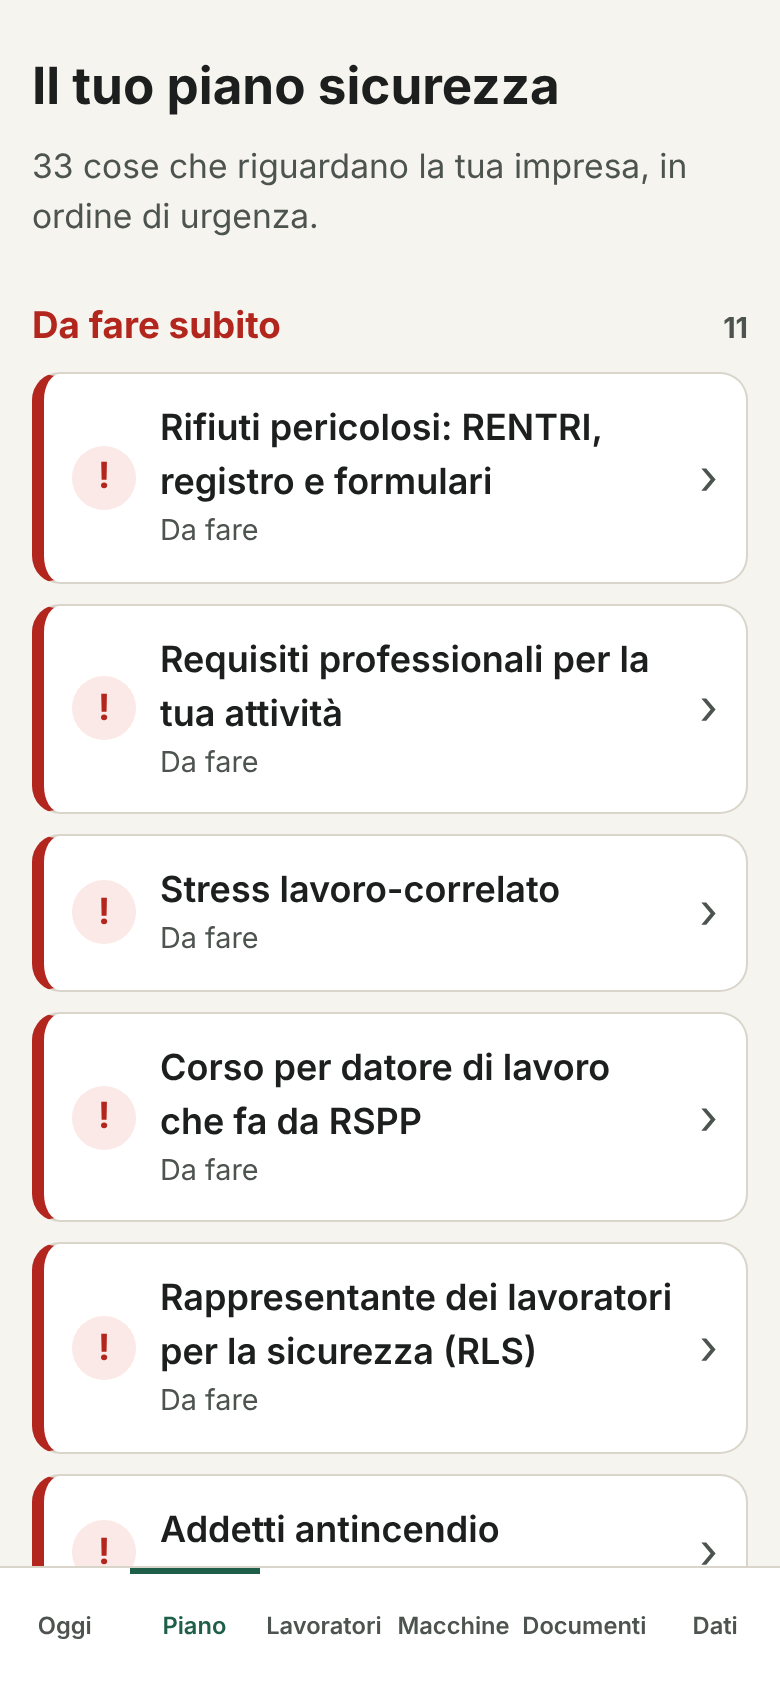 Il tuo piano sicurezza
33 cose che riguardano la tua impresa, in
ordine di urgenza.
Da fare subito
11
!
Rifiuti pericolosi: RENTRI,
registro e formulari
Da fare
›
!
Requisiti professionali per la
tua attività
Da fare
›
!
Stress lavoro-correlato
Da fare
›
!
Corso per datore di lavoro
che fa da RSPP
Da fare
›
!
Rappresentante dei lavoratori
per la sicurezza (RLS)
Da fare
›
!
Addetti antincendio
›
Oggi
Piano
Lavoratori
Macchine
Documenti
Dati